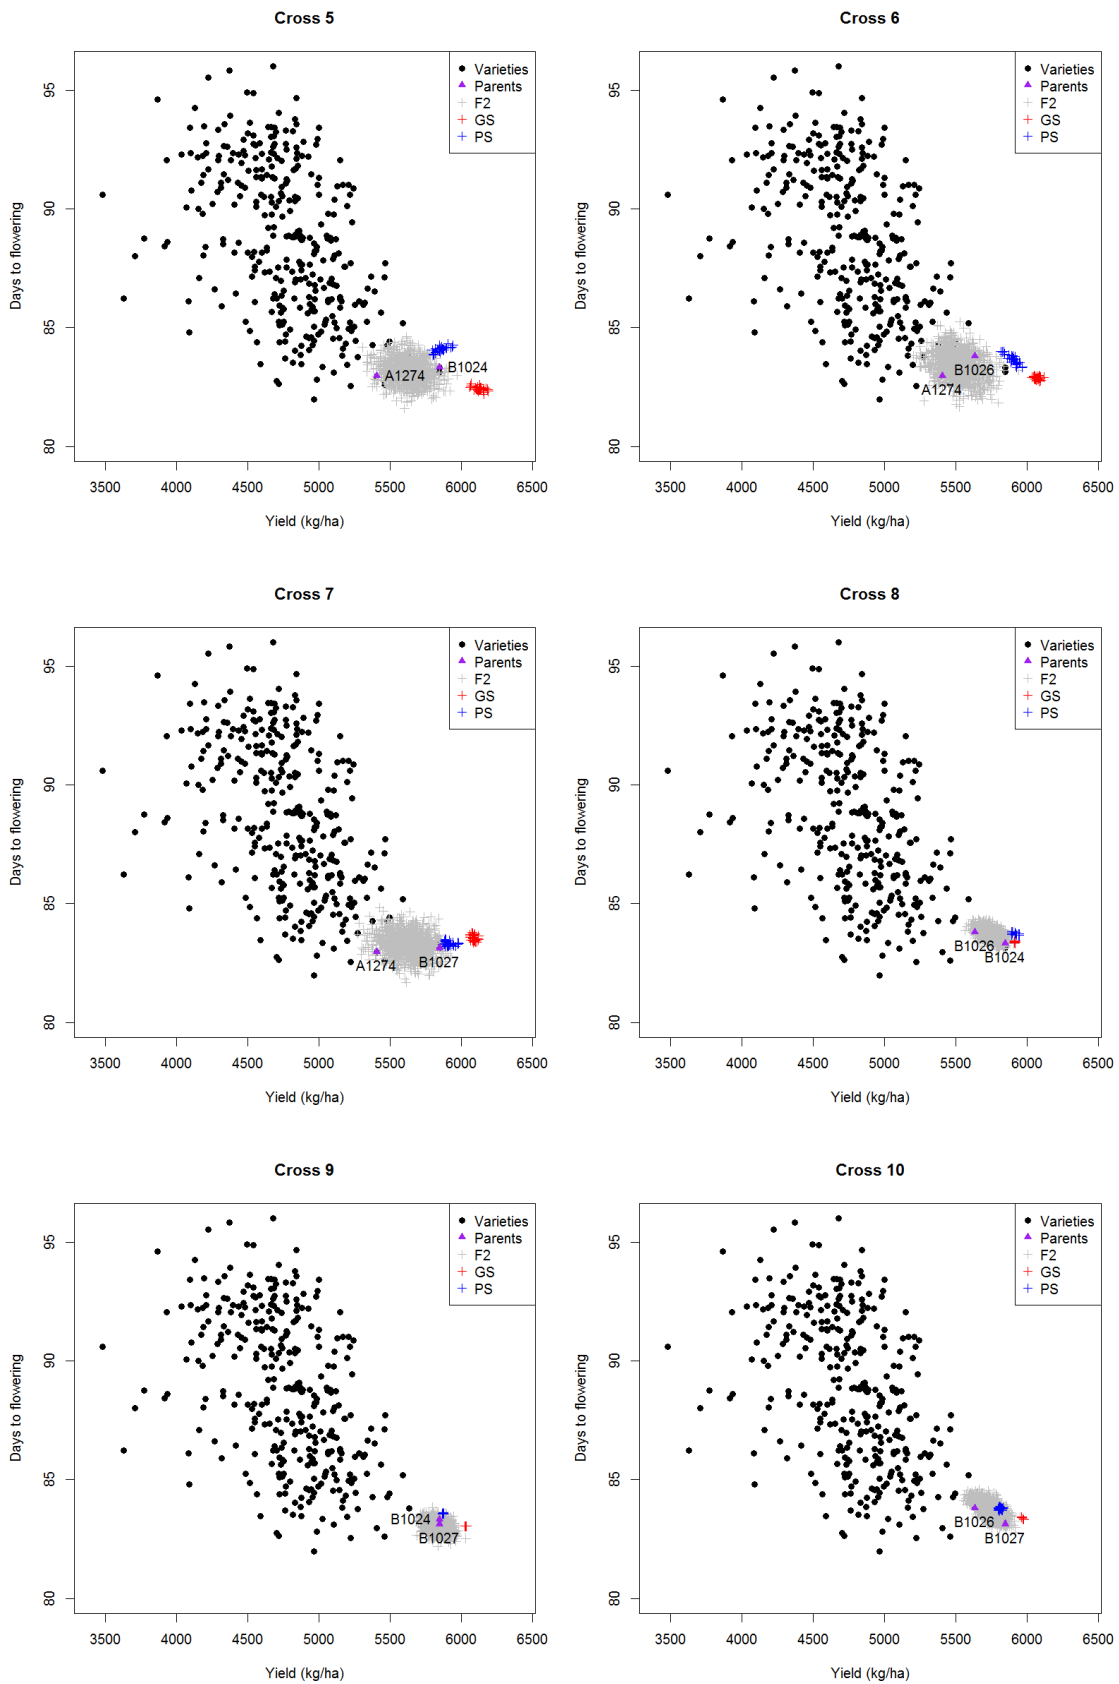 Cross 5
Varieties
Parents
F2
GS
PS
95
90
85
80
Days to flowering
A1274
B1024
3500 4000 4500 5000 5500 6000 6500
Yield (kg/ha)
Cross 6
Varieties
Parents
F2
GS
PS
95
90
85
80
Days to flowering
B1026
A1274
3500 4000 4500 5000 5500 6000 6500
Yield (kg/ha)
Cross 7
Varieties
Parents
F2
GS
PS
95
90
85
80
Days to flowering
A1274
B1027
3500 4000 4500 5000 5500 6000 6500
Yield (kg/ha)
Cross 8
Varieties
Parents
F2
GS
PS
95
90
85
80
Days to flowering
B1026
B1024
3500 4000 4500 5000 5500 6000 6500
Yield (kg/ha)
Cross 9
Varieties
Parents
F2
GS
PS
95
90
85
80
Days to flowering
B1024
B1027
3500 4000 4500 5000 5500 6000 6500
Yield (kg/ha)
Cross 10
Varieties
Parents
F2
GS
PS
95
90
85
80
Days to flowering
B1026
B1027
3500 4000 4500 5000 5500 6000 6500
Yield (kg/ha)